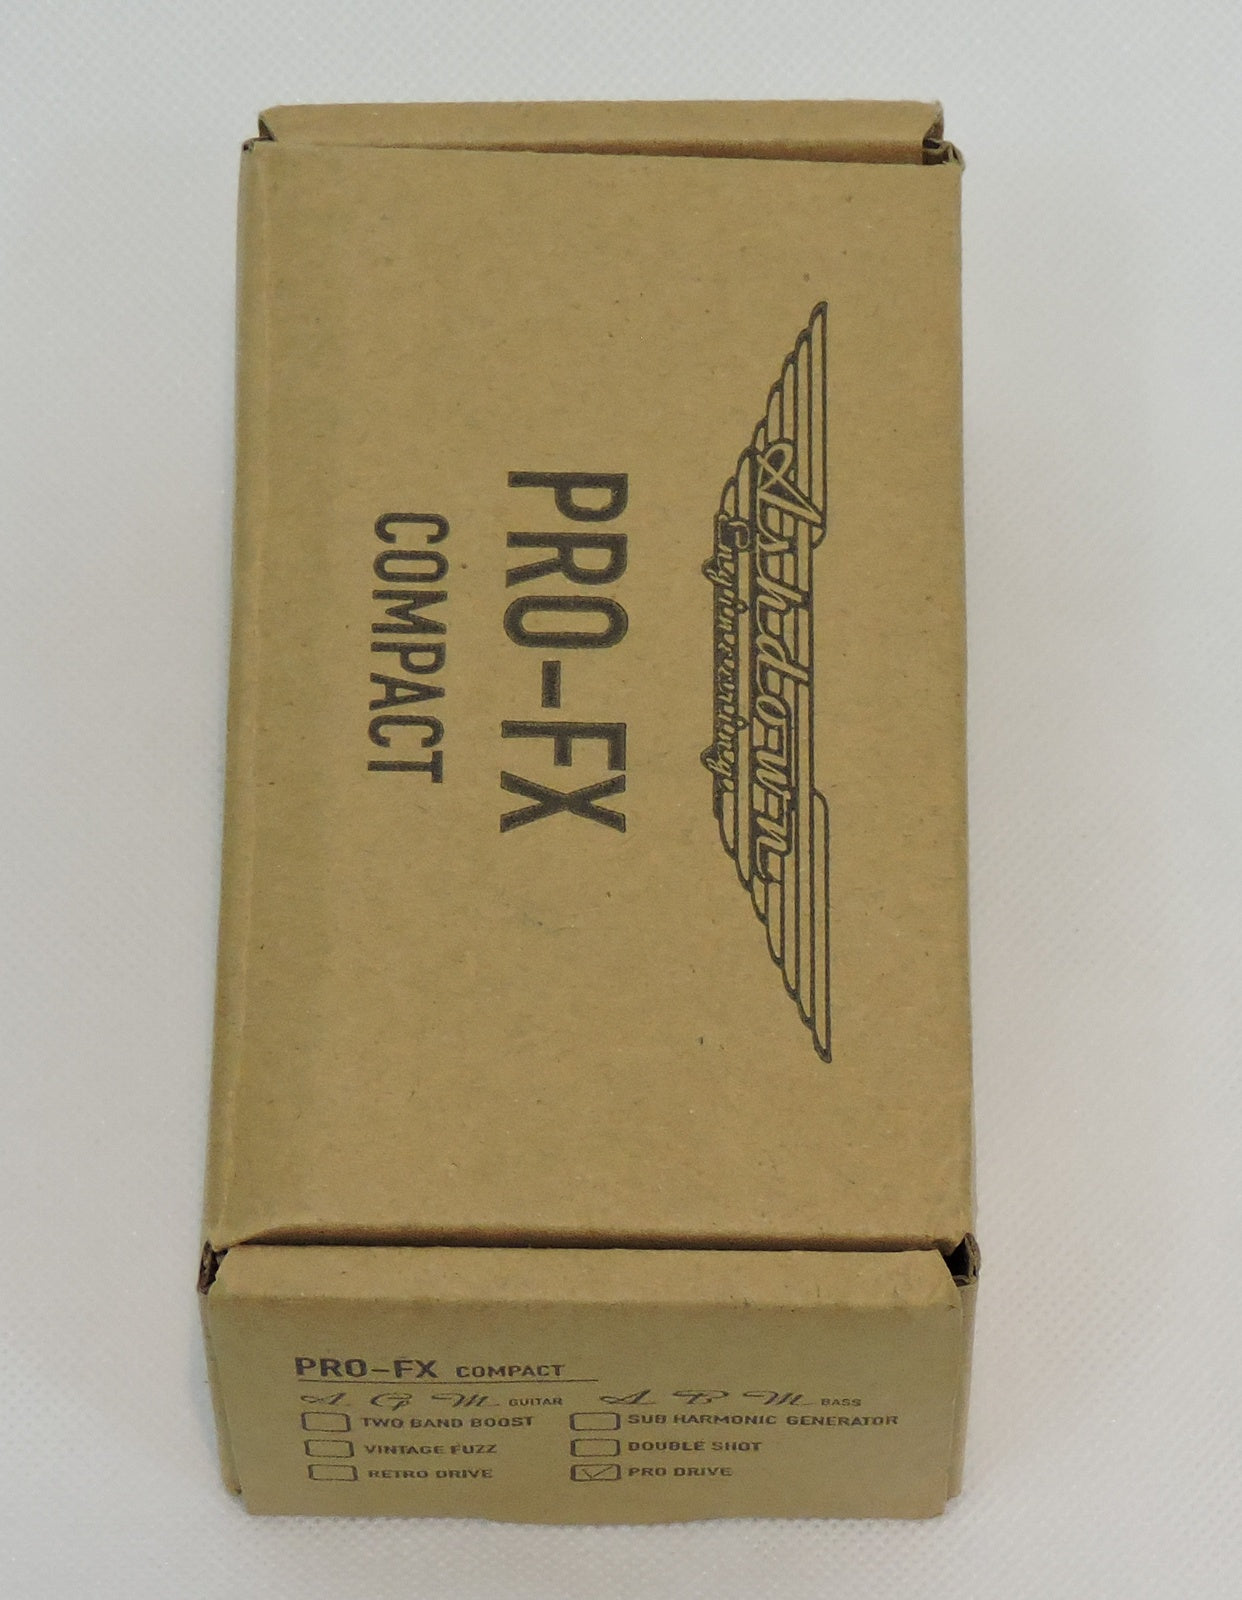 Ashdown
Engineering
PRO-FX
COMPACT
PRO-FX COMPACT
A G M GUITAR
TWO BAND BOOST
VINTAGE FUZZ
RETRO DRIVE
A B M BASS
SUB HARMONIC GENERATOR
DOUBLE SHOT
PRO DRIVE